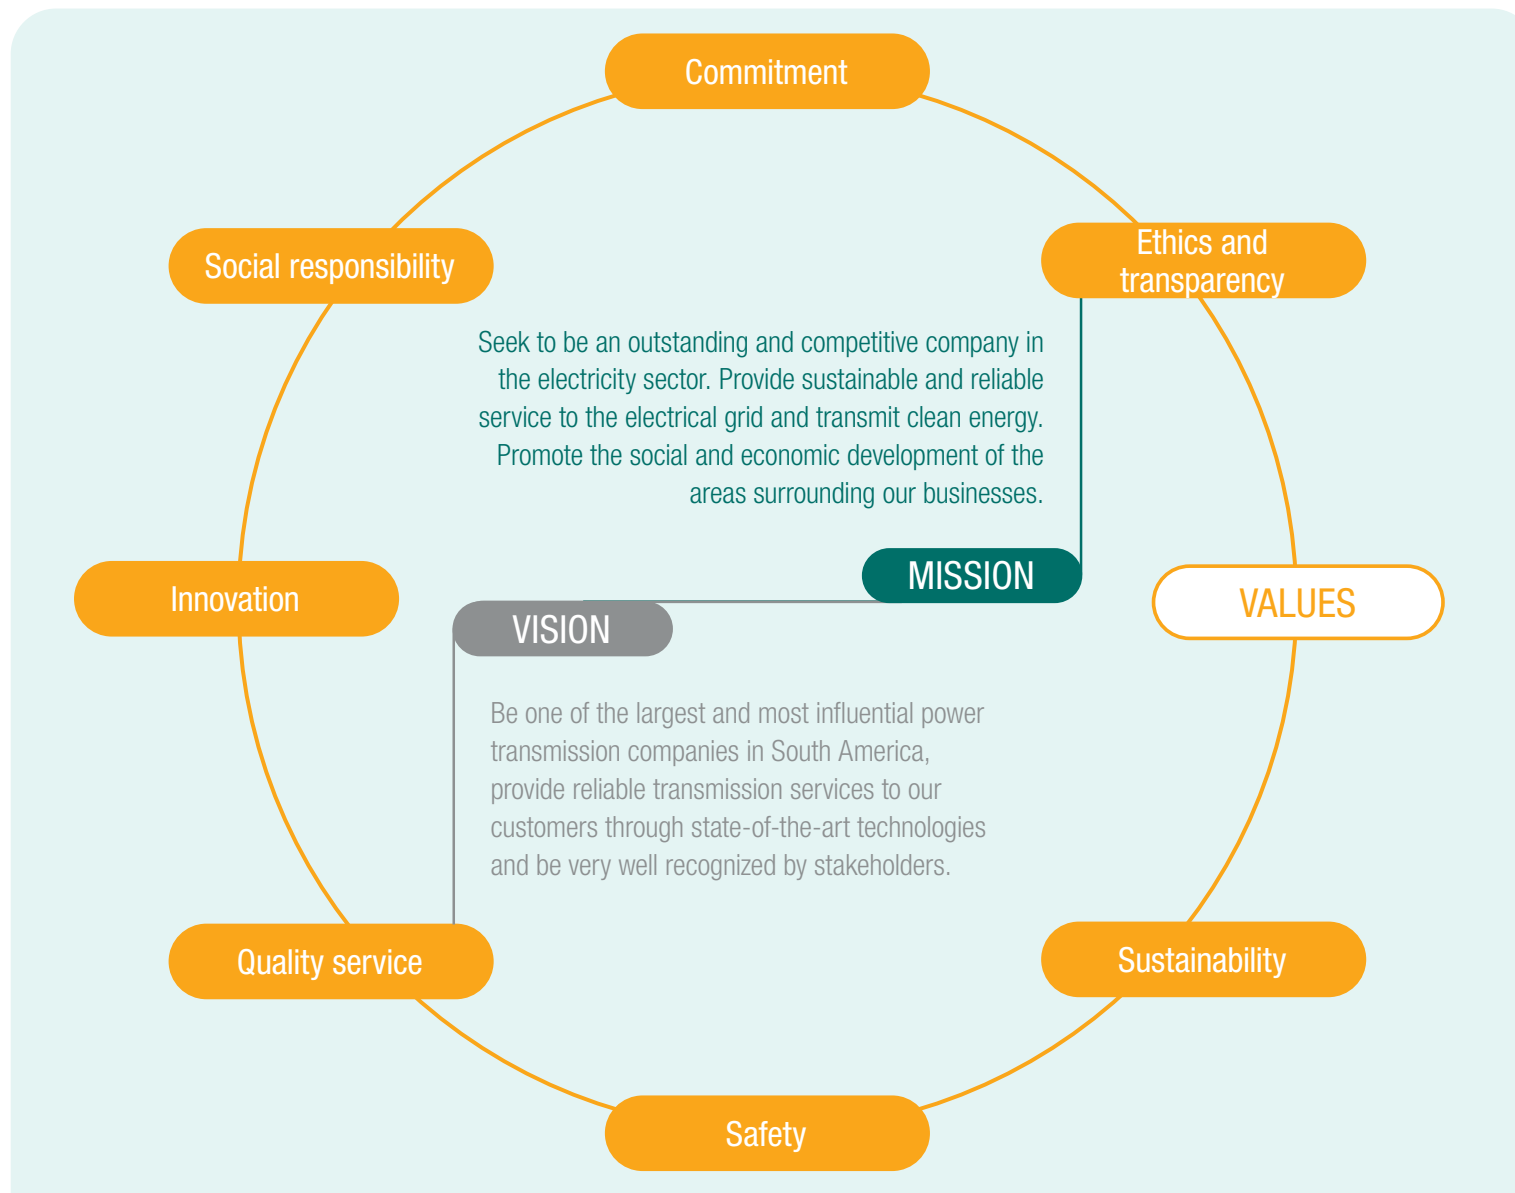 Commitment
Social responsibility
Ethics and
transparency
Seek to be an outstanding and competitive company in
the electricity sector. Provide sustainable and reliable
service to the electrical grid and transmit clean energy.
Promote the social and economic development of the
areas surrounding our businesses.
MISSION
Innovation
VALUES
VISION
Be one of the largest and most influential power
transmission companies in South America,
provide reliable transmission services to our
customers through state-of-the-art technologies
and be very well recognized by stakeholders.
Quality service
Sustainability
Safety